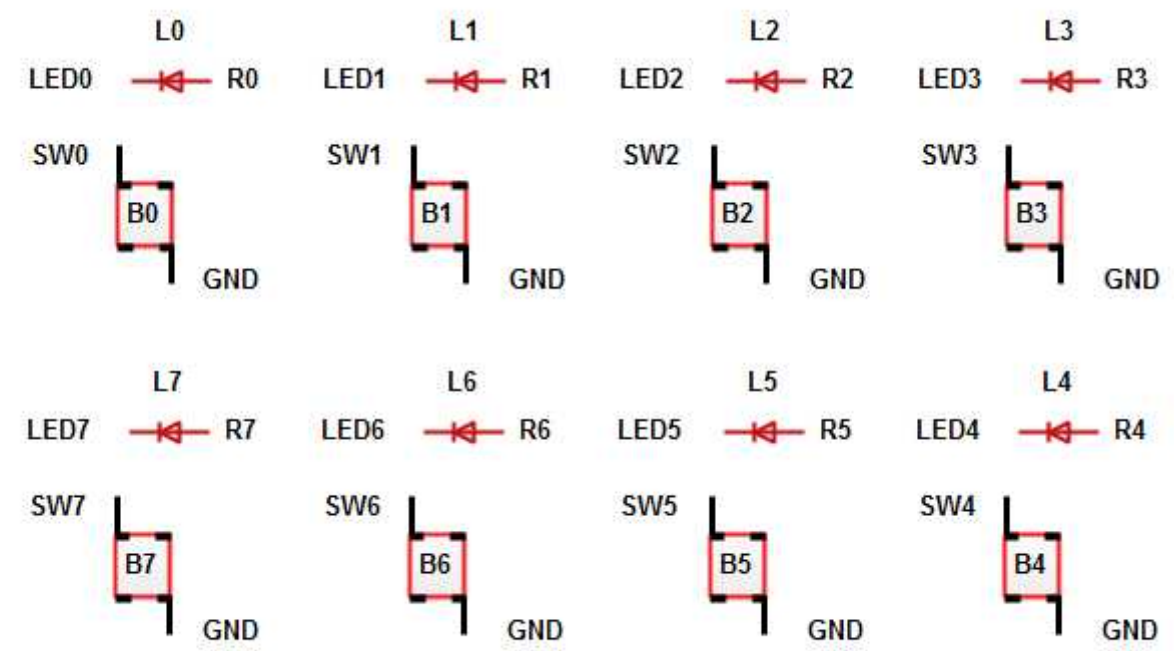 L0 L1 L2 L3
LED0 R0 LED1 R1 LED2 R2 LED3 R3
SW0 SW1 SW2 SW3
B0 B1 B2 B3
GND GND GND GND
L7 L6 L5 L4
LED7 R7 LED6 R6 LED5 R5 LED4 R4
SW7 SW6 SW5 SW4
B7 B6 B5 B4
GND GND GND GND